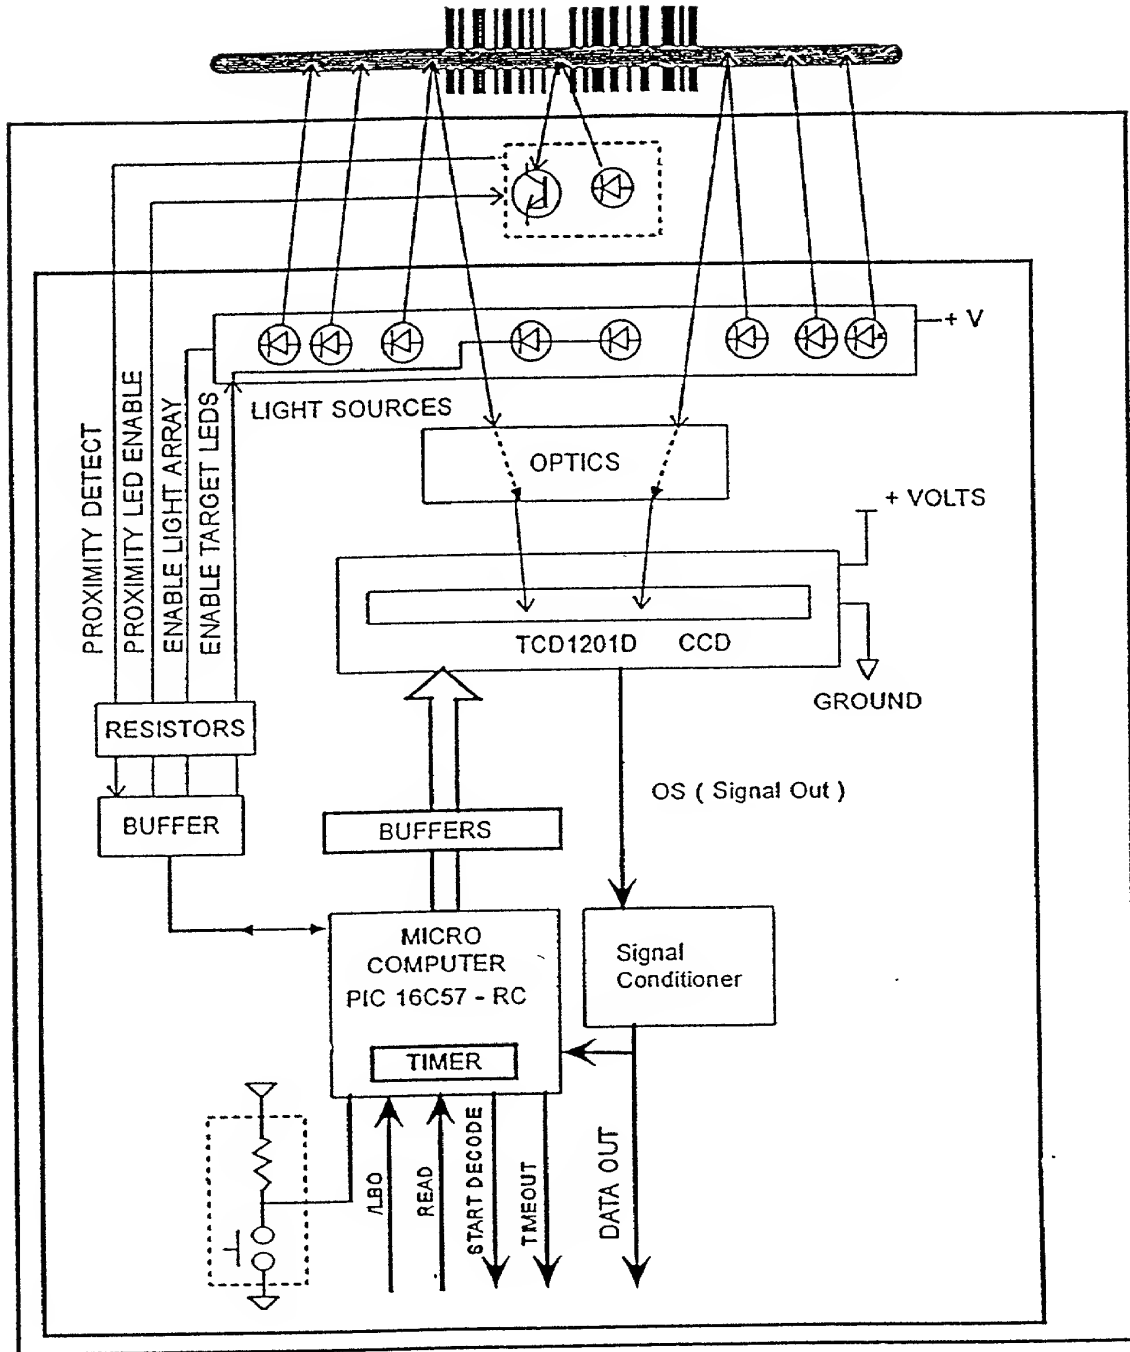 + V
LIGHT SOURCES
PROXIMITY DETECT
PROXIMITY LED ENABLE
ENABLE LIGHT ARRAY
ENABLE TARGET LEDS
OPTICS
+ VOLTS
TCD1201D CCD
GROUND
RESISTORS
OS ( Signal Out )
BUFFER
BUFFERS
MICRO
COMPUTER
PIC 16C57 - RC
Signal
Conditioner
TIMER
/LBO
READ
START DECODE
TIMEOUT
DATA OUT